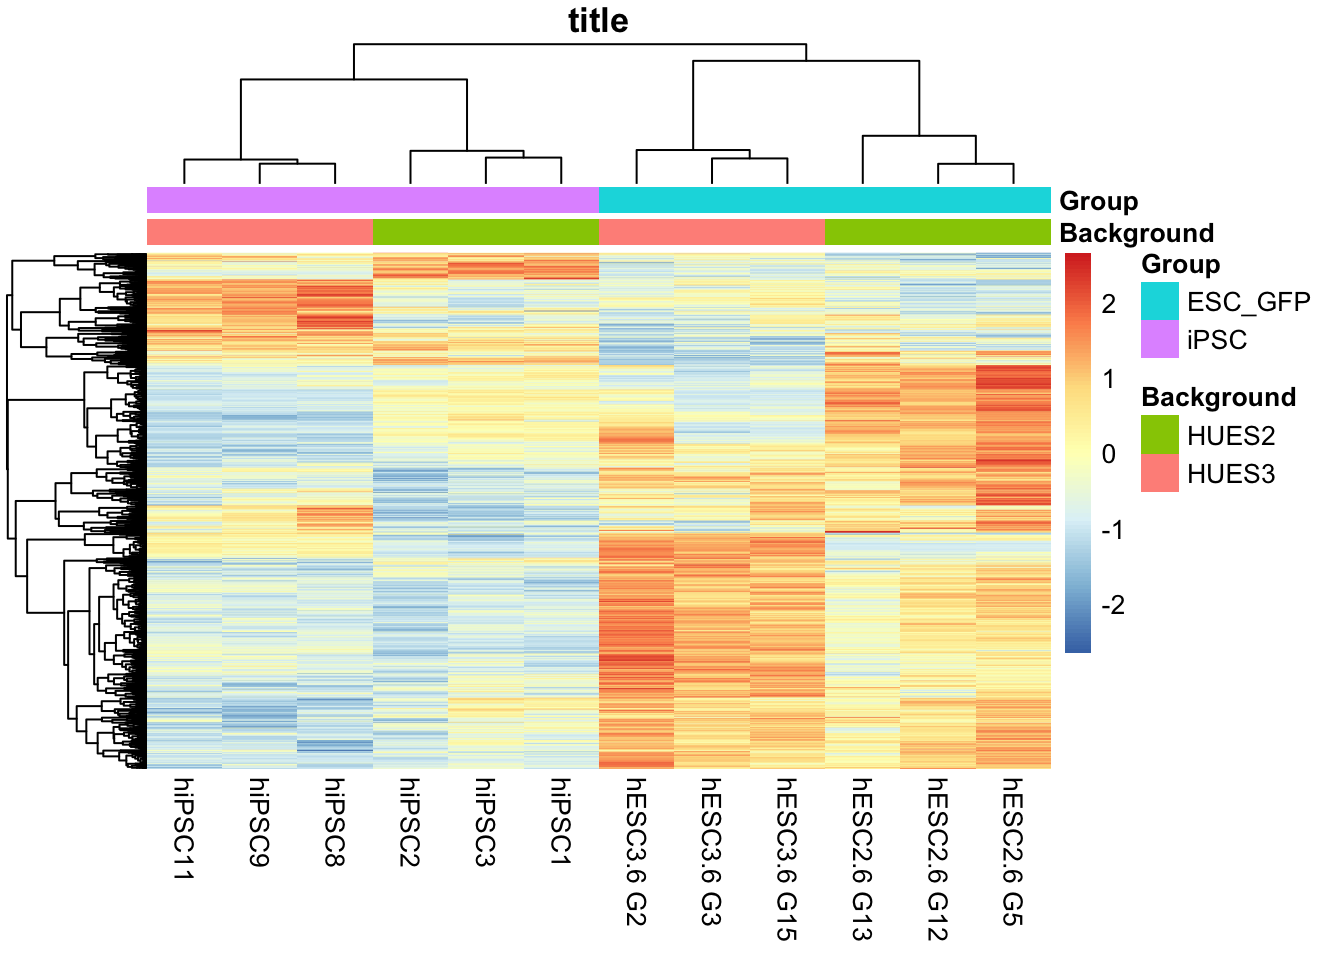 title
Group
Background
2
1
0
-1
-2
Group
ESC_GFP
iPSC
Background
HUES2
HUES3
hiPSC11
hiPSC9
hiPSC8
hiPSC2
hiPSC3
hiPSC1
hESC3.6 G2
hESC3.6 G3
hESC3.6 G15
hESC2.6 G13
hESC2.6 G12
hESC2.6 G5